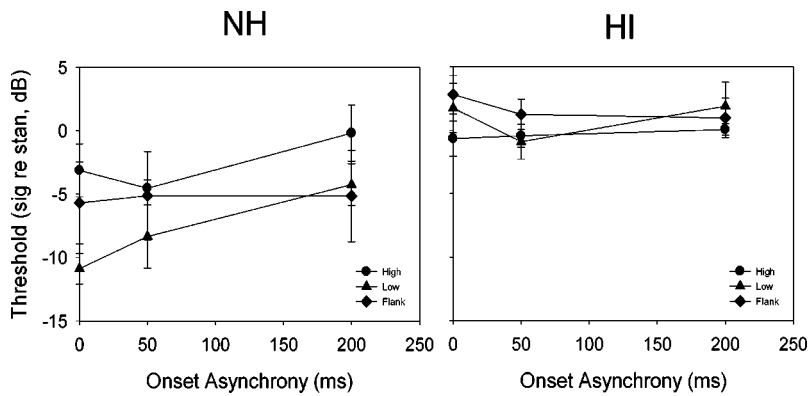 NH
HI
Threshold (sig re stan, dB)
5
0
-5
-10
-15
High
Low
Flank
0 50 100 150 200 250
Onset Asynchrony (ms)
High
Low
Flank
0 50 100 150 200 250
Onset Asynchrony (ms)